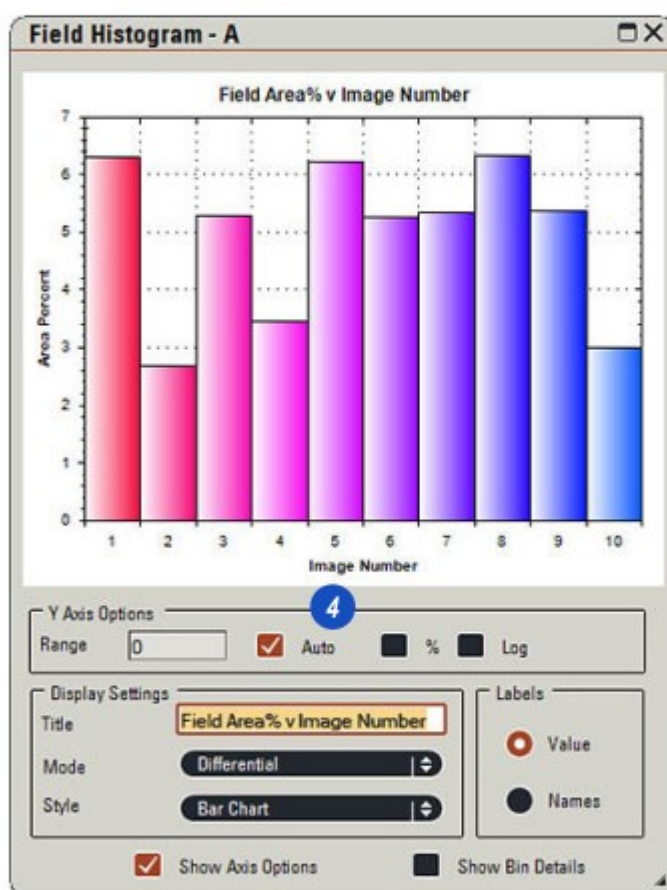 Field Histogram - A
Field Area% v Image Number
7
6
5
4
3
2
1
0
Area Percent
1 2 3 4 5 6 7 8 9 10
Image Number
4
Y Axis Options
Range 0 Auto % Log
Display Settings
Title Field Area% v Image Number
Mode Differential
Style Bar Chart
Labels
Value
Names
Show Axis Options Show Bin Details